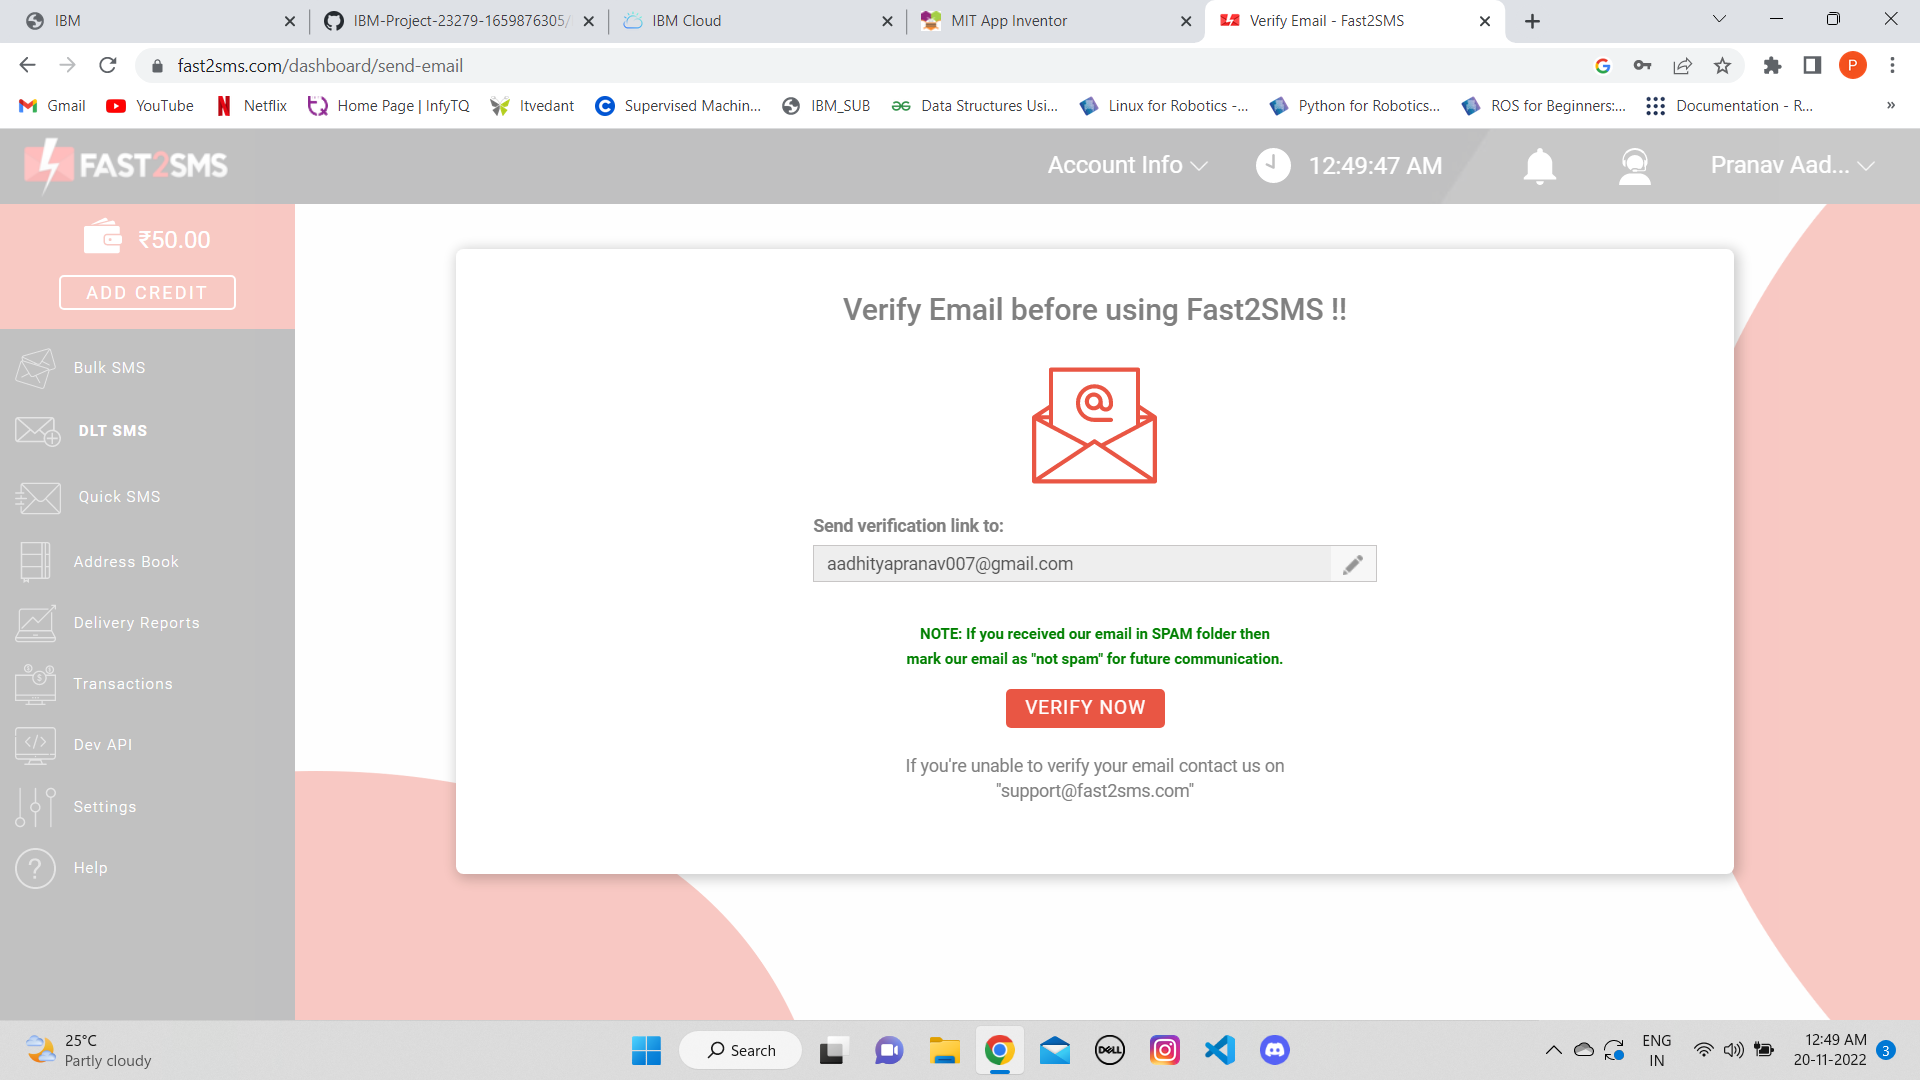 IBM
IBM-Project-23279-1659876305/
IBM Cloud
MIT App Inventor
Verify Email - Fast2SMS
fast2sms.com/dashboard/send-email
P
Gmail
YouTube
Netflix
Home Page | InfyTQ
Itvedant
Supervised Machin...
IBM_SUB
Data Structures Usi...
Linux for Robotics -...
Python for Robotics...
ROS for Beginners:...
Documentation - R...
»
FAST2SMS
Account Info
12:49:47 AM
Pranav Aad...
₹50.00
ADD CREDIT
Bulk SMS
DLT SMS
Quick SMS
Address Book
Delivery Reports
Transactions
Dev API
Settings
Help
Verify Email before using Fast2SMS !!
@
Send verification link to:
aadhityapranav007@gmail.com
NOTE: If you received our email in SPAM folder then
mark our email as "not spam" for future communication.
VERIFY NOW
If you're unable to verify your email contact us on
"support@fast2sms.com"
25°C
Partly cloudy
Search
DELL
ENG
IN
12:49 AM
20-11-2022
3